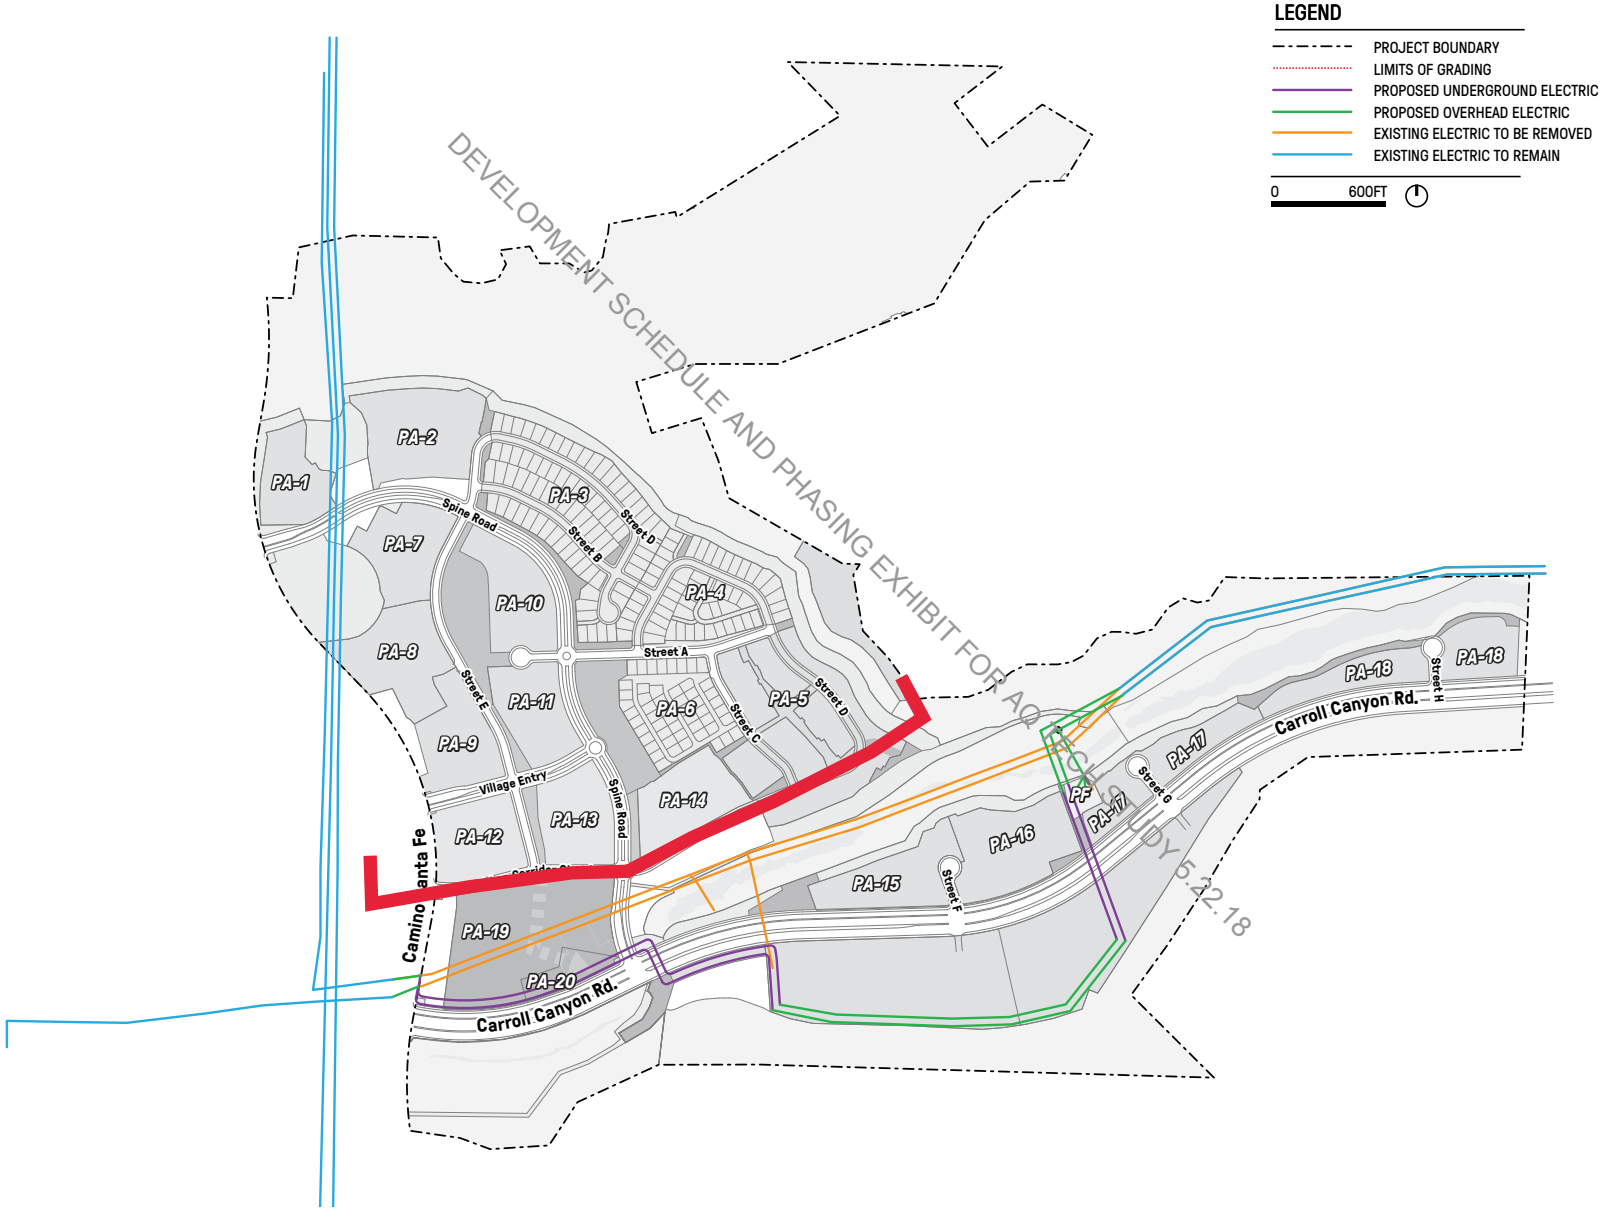 LEGEND
PROJECT BOUNDARY
LIMITS OF GRADING
PROPOSED UNDERGROUND ELECTRIC
PROPOSED OVERHEAD ELECTRIC
EXISTING ELECTRIC TO BE REMOVED
EXISTING ELECTRIC TO REMAIN
0 600FT
DEVELOPMENT SCHEDULE AND PHASING EXHIBIT FOR AQ TECH STUDY 5.22.18
PA-2
PA-1
PA-3
Spine Road
Street D
Street B
PA-7
PA-4
PA-10
PA-8
Street A
Street E
PA-11
PA-6
PA-5
Street D
Street C
PA-9
Village Entry
Spine Road
PA-14
PA-13
PA-12
Camino anta Fe
PA-19
PA-20
Carroll Canyon Rd.
PA-15
Street F
PA-16
PF
PA-17
Street G
PA-17
Carroll Canyon Rd.
PA-18
Street H
PA-18